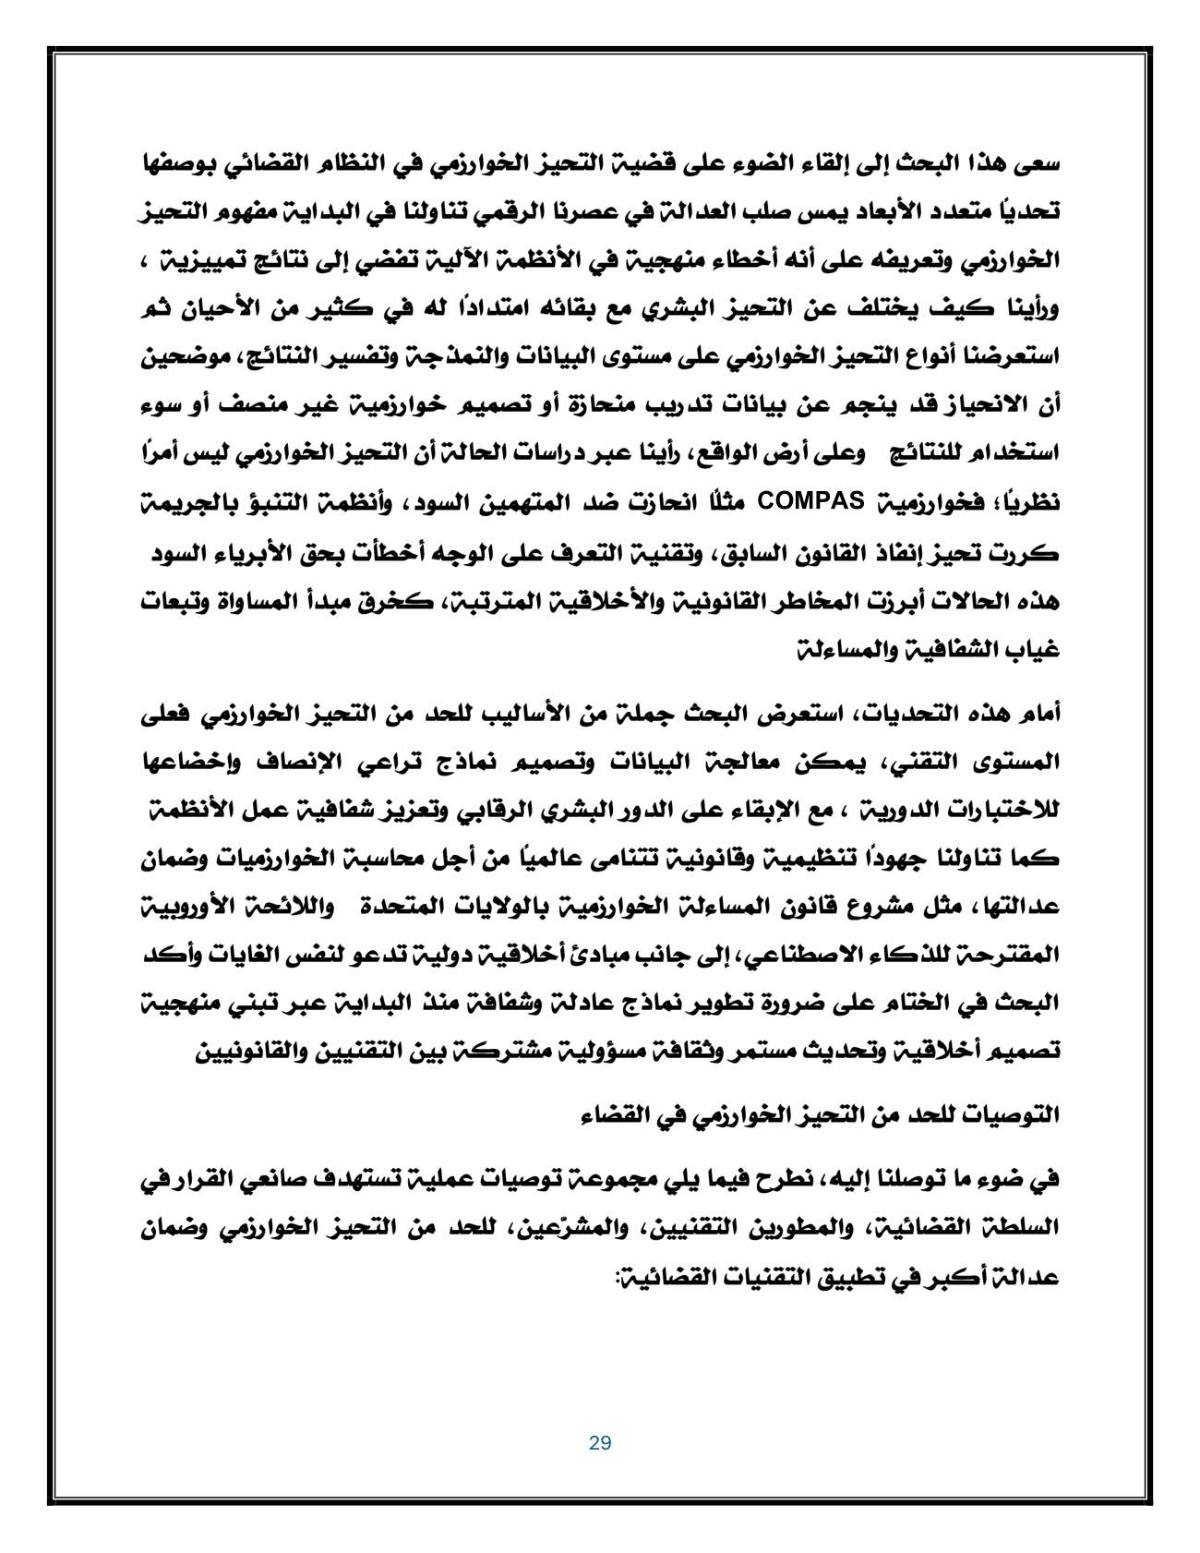 سعى هذا البحث إلى إلقاء الضوء على قضية التحيز الخوارزمي في النظام القضائي بوصفها
تحديًا متعدد الأبعاد يمس صلب العدالة في عصرنا الرقمي تناولنا في البداية مفهوم التحيز
الخوارزمي وتعريفه على أنه أخطاء منهجية في الأنظمة الآلية تفضي إلى نتائج تمييزية ،
ورأينا كيف يختلف عن التحيز البشري مع بقائه امتدادًا له في كثير من الأحيان ثم
استعرضنا أنواع التحيز الخوارزمي على مستوى البيانات والنمذجة وتفسير النتائج، موضحين
أن الانحياز قد ينجم عن بيانات تدريب منحازة أو تصميم خوارزمية غير منصف أو سوء
استخدام للنتائج وعلى أرض الواقع، رأينا عبر دراسات الحالة أن التحيز الخوارزمي ليس أمرًا
نظريًا؛ فخوارزمية COMPAS مثلًا انحازت ضد المتهمين السود، وأنظمة التنبؤ بالجريمة
كررت تحيز إنفاذ القانون السابق، وتقنية التعرف على الوجه أخطأت بحق الأبرياء السود
هذه الحالات أبرزت المخاطر القانونية والأخلاقية المترتبة، كخرق مبدأ المساواة وتبعات
غياب الشفافية والمساءلة
أمام هذه التحديات، استعرض البحث جملة من الأساليب للحد من التحيز الخوارزمي فعلى
المستوى التقني، يمكن معالجة البيانات وتصميم نماذج تراعي الإنصاف وإخضاعها
للاختبارات الدورية ، مع الإبقاء على الدور البشري الرقابي وتعزيز شفافية عمل الأنظمة
كما تناولنا جهودًا تنظيمية وقانونية تتنامى عالميًا من أجل محاسبة الخوارزميات وضمان
عدالتها، مثل مشروع قانون المساءلة الخوارزمية بالولايات المتحدة واللائحة الأوروبية
المقترحة للذكاء الاصطناعي، إلى جانب مبادئ أخلاقية دولية تدعو لنفس الغايات وأكد
البحث في الختام على ضرورة تطوير نماذج عادلة وشفافة منذ البداية عبر تبني منهجية
تصميم أخلاقية وتحديث مستمر وثقافة مسؤولية مشتركة بين التقنيين والقانونيين
التوصيات للحد من التحيز الخوارزمي في القضاء
في ضوء ما توصلنا إليه، نطرح فيما يلي مجموعة توصيات عملية تستهدف صانعي القرار في
السلطة القضائية، والمطورين التقنيين، والمشرّعين، للحد من التحيز الخوارزمي وضمان
عدالة أكبر في تطبيق التقنيات القضائية:
29